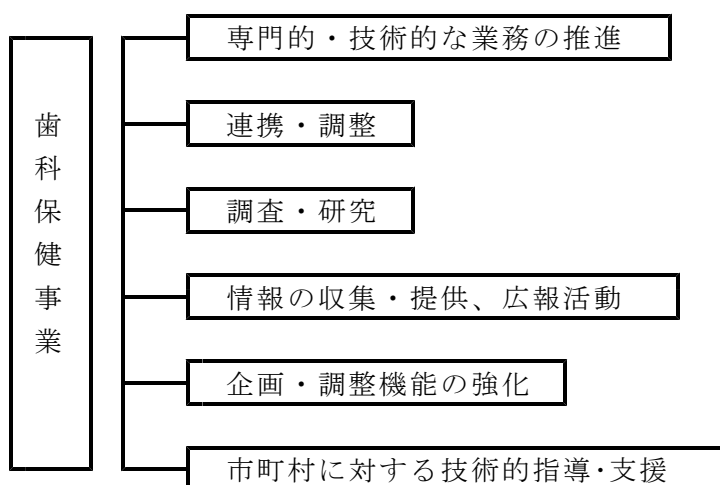 歯科保健事業
専門的・技術的な業務の推進
連携・調整
調査・研究
情報の収集・提供、広報活動
企画・調整機能の強化
市町村に対する技術的指導・支援